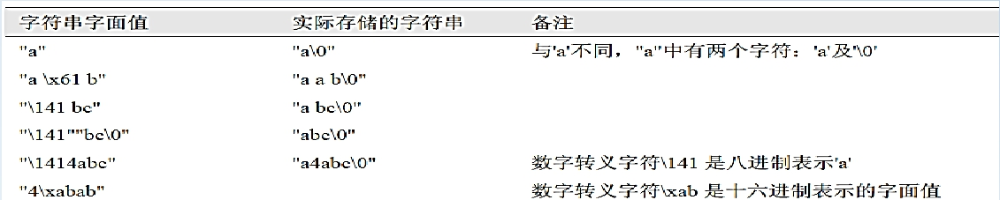 字符串字面值 实际存储的字符串 备注
"a" "a\0" 与'a'不同，"a"中有两个字符：'a'及'\0'
"a \x61 b" "a a b\0"
"\141 bc" "a bc\0"
"\141""bc\0" "abc\0"
"\1414abc" "a4abc\0" 数字转义字符\141 是八进制表示'a'
"4\xabab" 数字转义字符\xab 是十六进制表示的字面值